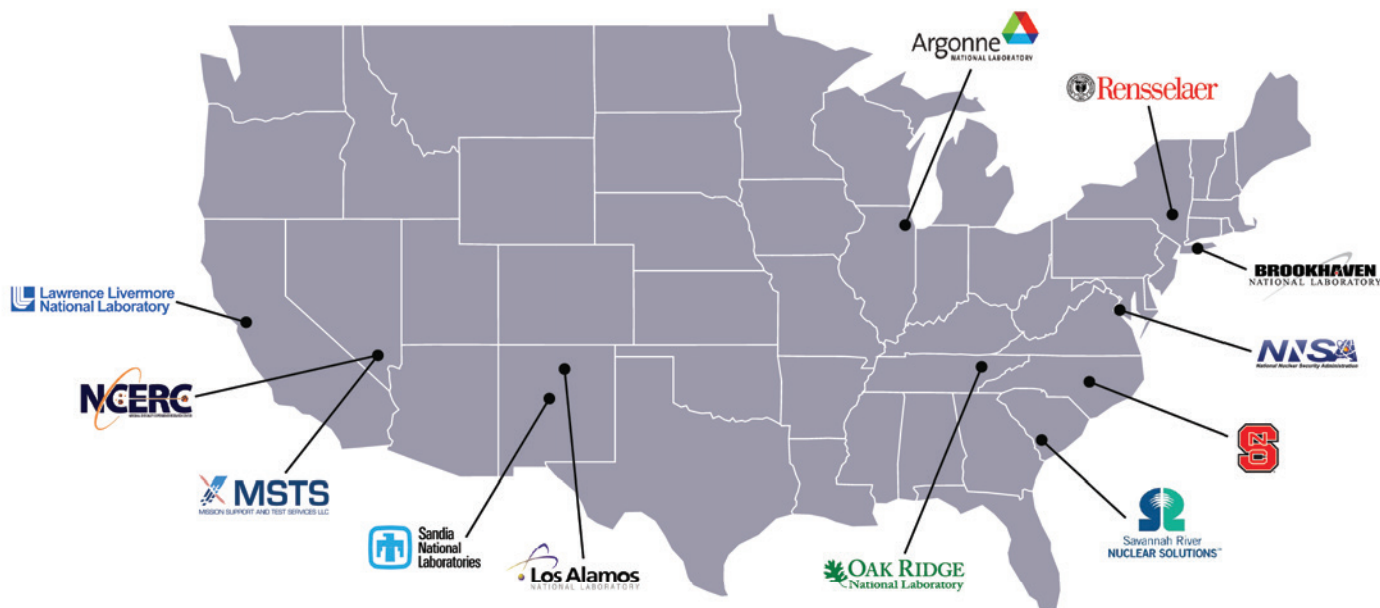 Argonne
NATIONAL LABORATORY
Rensselaer
BROOKHAVEN
NATIONAL LABORATORY
Lawrence Livermore
National Laboratory
NNSA
National Nuclear Security Administration
NCERC
NC
S
MSTS
MISSION SUPPORT AND TEST SERVICES LLC
Sandia
National
Laboratories
Los Alamos
NATIONAL LABORATORY
OAK RIDGE
National Laboratory
Savannah River
NUCLEAR SOLUTIONS™